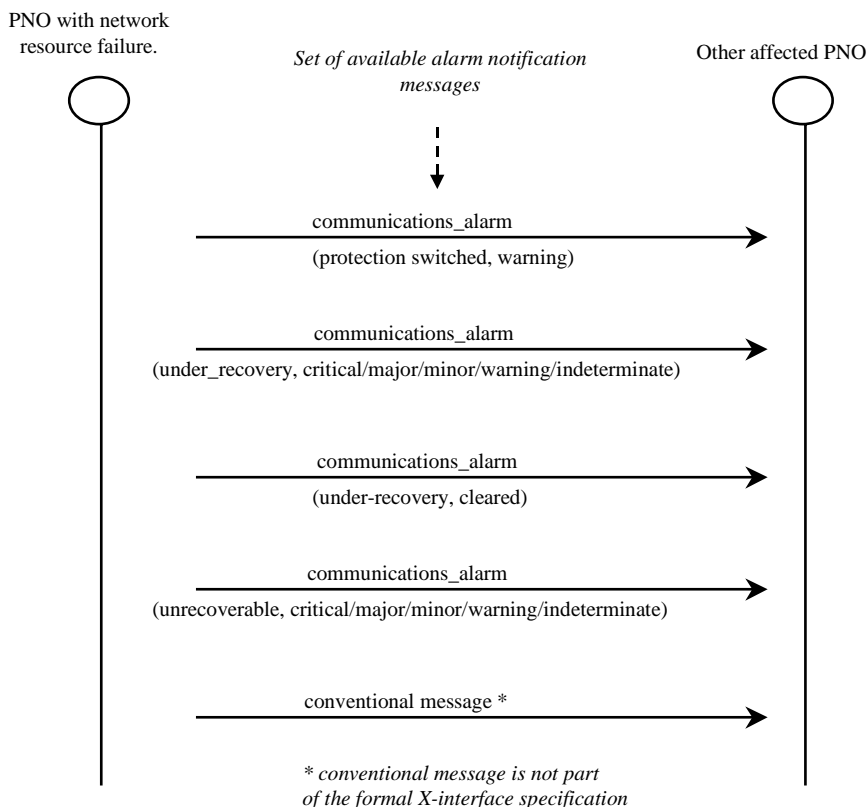 PNO with network
resource failure.
Set of available alarm notification
messages
Other affected PNO
communications_alarm
(protection switched, warning)
communications_alarm
(under_recovery, critical/major/minor/warning/indeterminate)
communications_alarm
(under-recovery, cleared)
communications_alarm
(unrecoverable, critical/major/minor/warning/indeterminate)
conventional message *
* conventional message is not part
of the formal X-interface specification